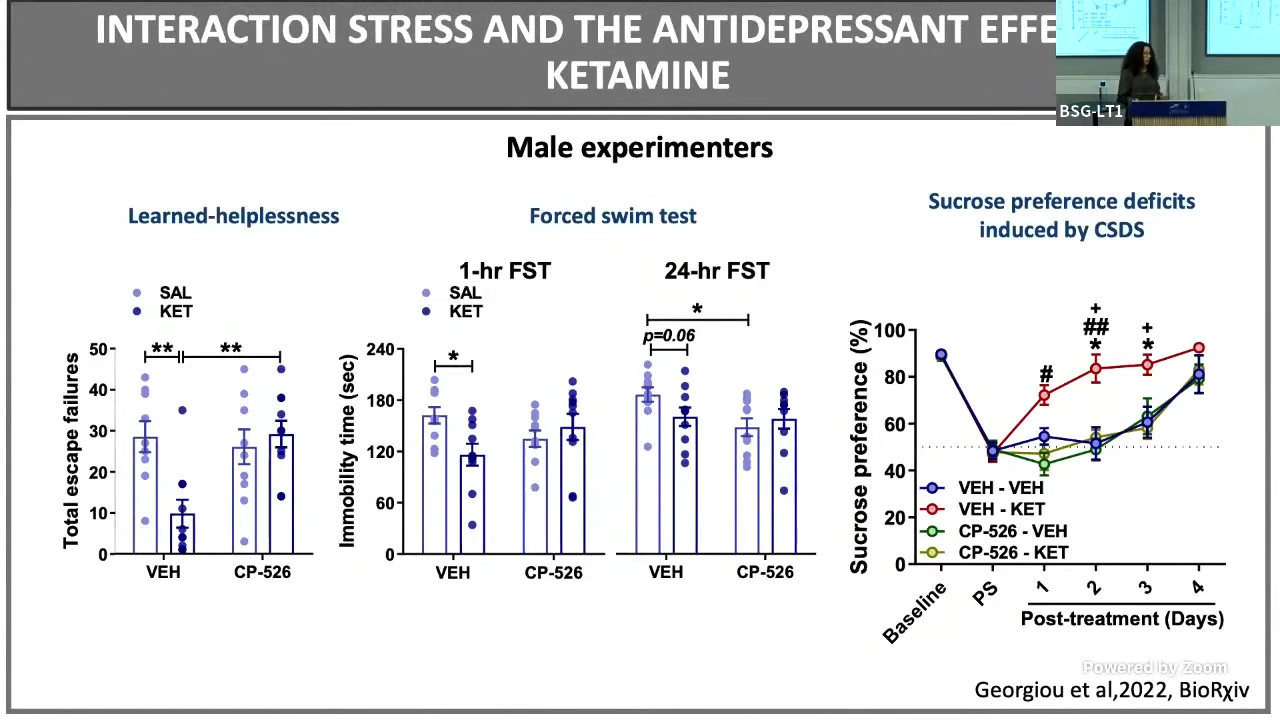 INTERACTION STRESS AND THE ANTIDEPRESSANT EFFE
KETAMINE
BSG-LT1
Male experimenters
Learned-helplessness
SAL
KET
Total escape failures
50
40
30
20
10
0
**
**
VEH
CP-526
Forced swim test
1-hr FST
24-hr FST
SAL
KET
Immobility time (sec)
240
180
120
60
0
*
*
p=0.06
VEH
CP-526
VEH
CP-526
Sucrose preference deficits
induced by CSDS
Sucrose preference (%)
100
80
60
40
20
0
#
+
##
*
+
*
VEH - VEH
VEH - KET
CP-526 - VEH
CP-526 - KET
Baseline
PS
1
2
3
4
Post-treatment (Days)
Powered by Zoom
Georgiou et al,2022, BioRχiv